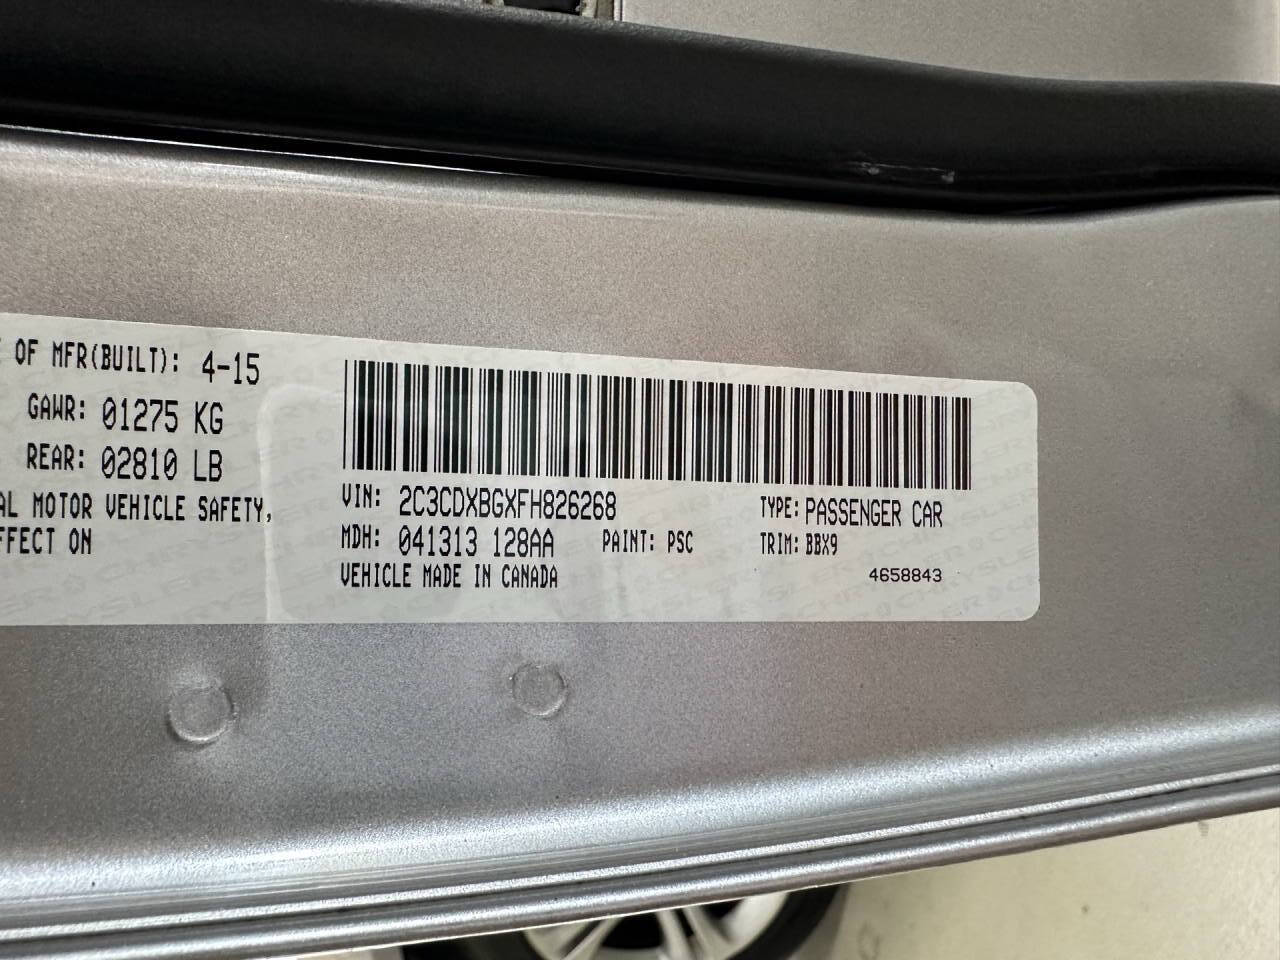 E OF MFR(BUILT): 4-15
GAWR: 01275 KG
REAR: 02810 LB
AL MOTOR VEHICLE SAFETY,
FFECT ON
VIN: 2C3CDXBGXFH826268 TYPE: PASSENGER CAR
MDH: 041313 128AA PAINT: PSC TRIM: BBX9
VEHICLE MADE IN CANADA 4658843